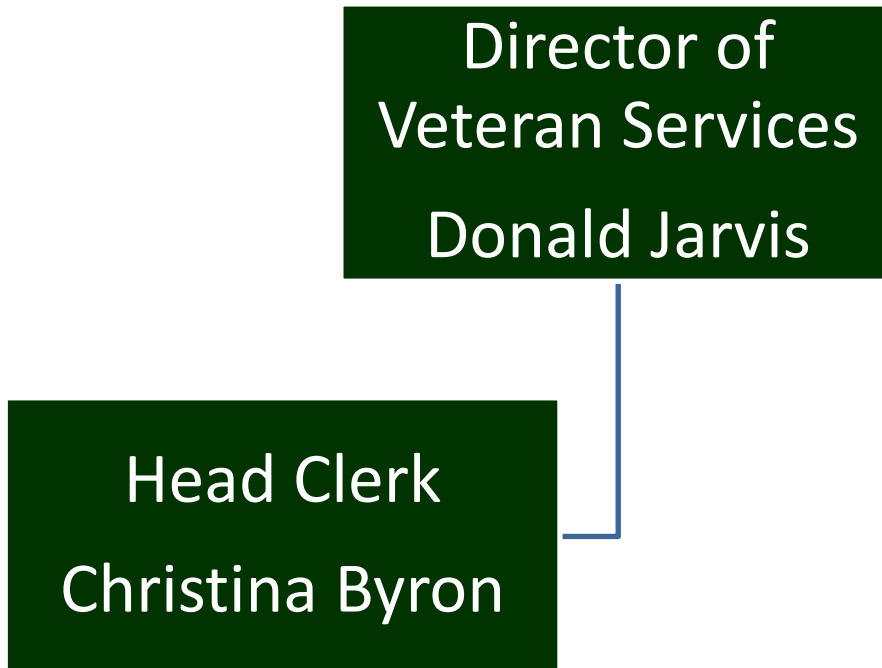 Director of
Veteran Services
Donald Jarvis
Head Clerk
Christina Byron